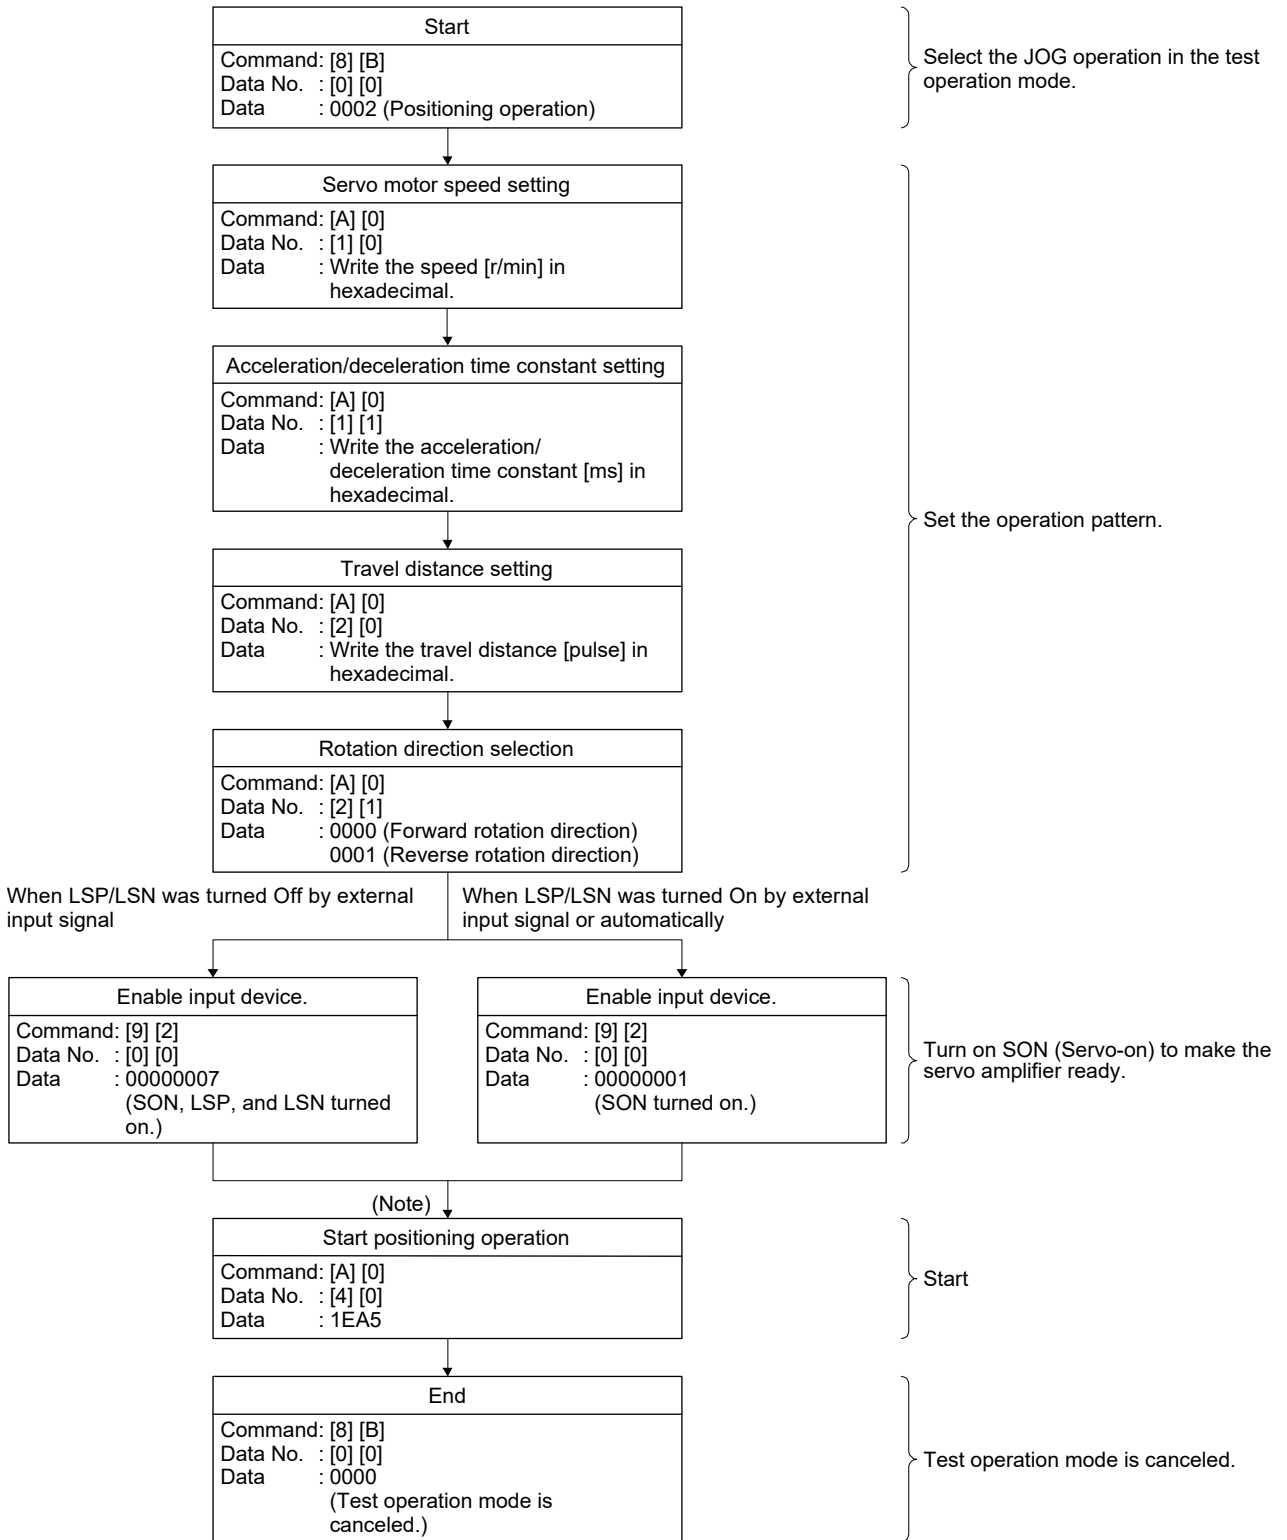 Start
Command: [8] [B]
Data No. : [0] [0]
Data : 0002 (Positioning operation)
Select the JOG operation in the test
operation mode.
Servo motor speed setting
Command: [A] [0]
Data No. : [1] [0]
Data : Write the speed [r/min] in
hexadecimal.
Acceleration/deceleration time constant setting
Command: [A] [0]
Data No. : [1] [1]
Data : Write the acceleration/
deceleration time constant [ms] in
hexadecimal.
Travel distance setting
Command: [A] [0]
Data No. : [2] [0]
Data : Write the travel distance [pulse] in
hexadecimal.
Rotation direction selection
Command: [A] [0]
Data No. : [2] [1]
Data : 0000 (Forward rotation direction)
0001 (Reverse rotation direction)
Set the operation pattern.
When LSP/LSN was turned Off by external
input signal
When LSP/LSN was turned On by external
input signal or automatically
Enable input device.
Command: [9] [2]
Data No. : [0] [0]
Data : 00000007
(SON, LSP, and LSN turned
on.)
Enable input device.
Command: [9] [2]
Data No. : [0] [0]
Data : 00000001
(SON turned on.)
Turn on SON (Servo-on) to make the
servo amplifier ready.
(Note)
Start positioning operation
Command: [A] [0]
Data No. : [4] [0]
Data : 1EA5
Start
End
Command: [8] [B]
Data No. : [0] [0]
Data : 0000
(Test operation mode is
canceled.)
Test operation mode is canceled.